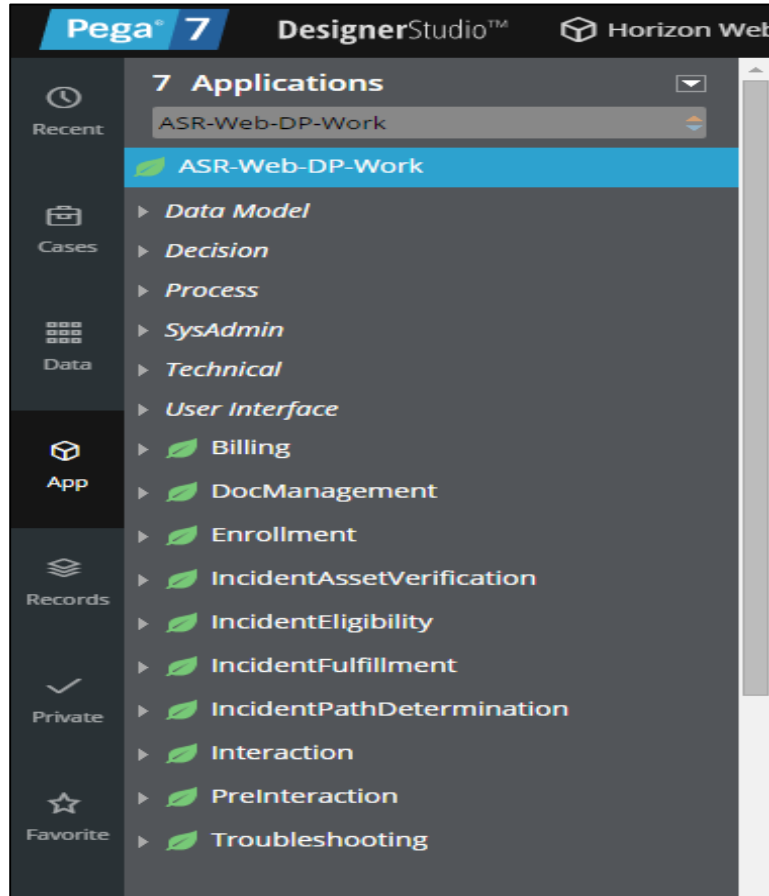 Pega® 7 DesignerStudio™ Horizon Web
7 Applications
ASR-Web-DP-Work
ASR-Web-DP-Work
Data Model
Decision
Process
SysAdmin
Technical
User Interface
Billing
DocManagement
Enrollment
IncidentAssetVerification
IncidentEligibility
IncidentFulfillment
IncidentPathDetermination
Interaction
PreInteraction
Troubleshooting
Recent
Cases
Data
App
Records
Private
Favorite